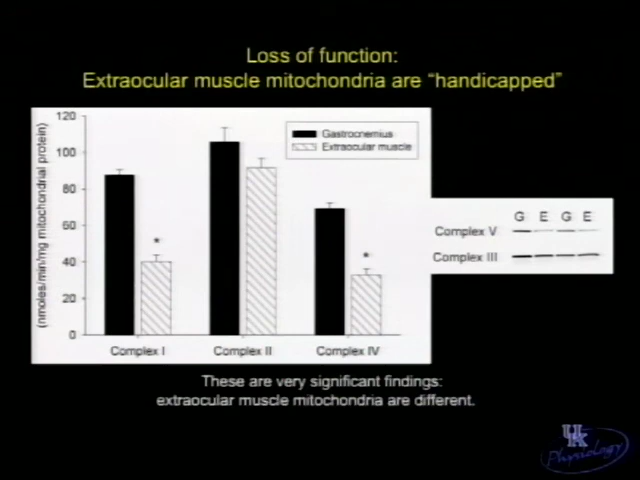 Loss of function:
Extraocular muscle mitochondria are “handicapped”
120
100
80
60
40
20
0
(nmoles/min/mg mitochondrial protein)
Gastrocnemius
Extraocular muscle
*
*
Complex I
Complex II
Complex IV
G E G E
Complex V
Complex III
These are very significant findings:
extraocular muscle mitochondria are different.
UK
Physiology